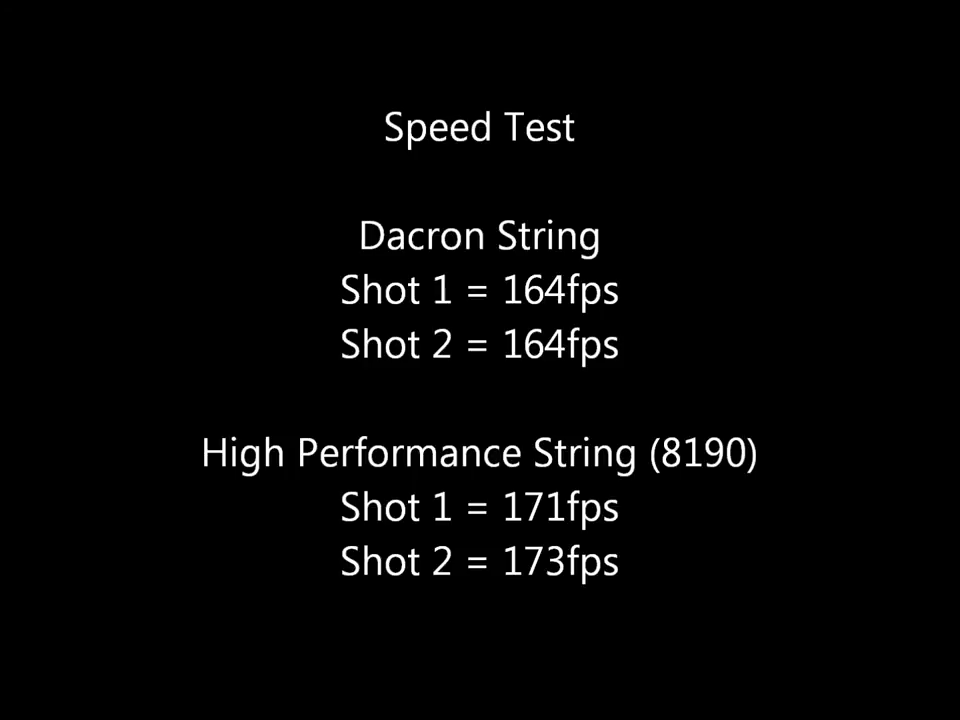 Speed Test
Dacron String
Shot 1 = 164fps
Shot 2 = 164fps
High Performance String (8190)
Shot 1 = 171fps
Shot 2 = 173fps